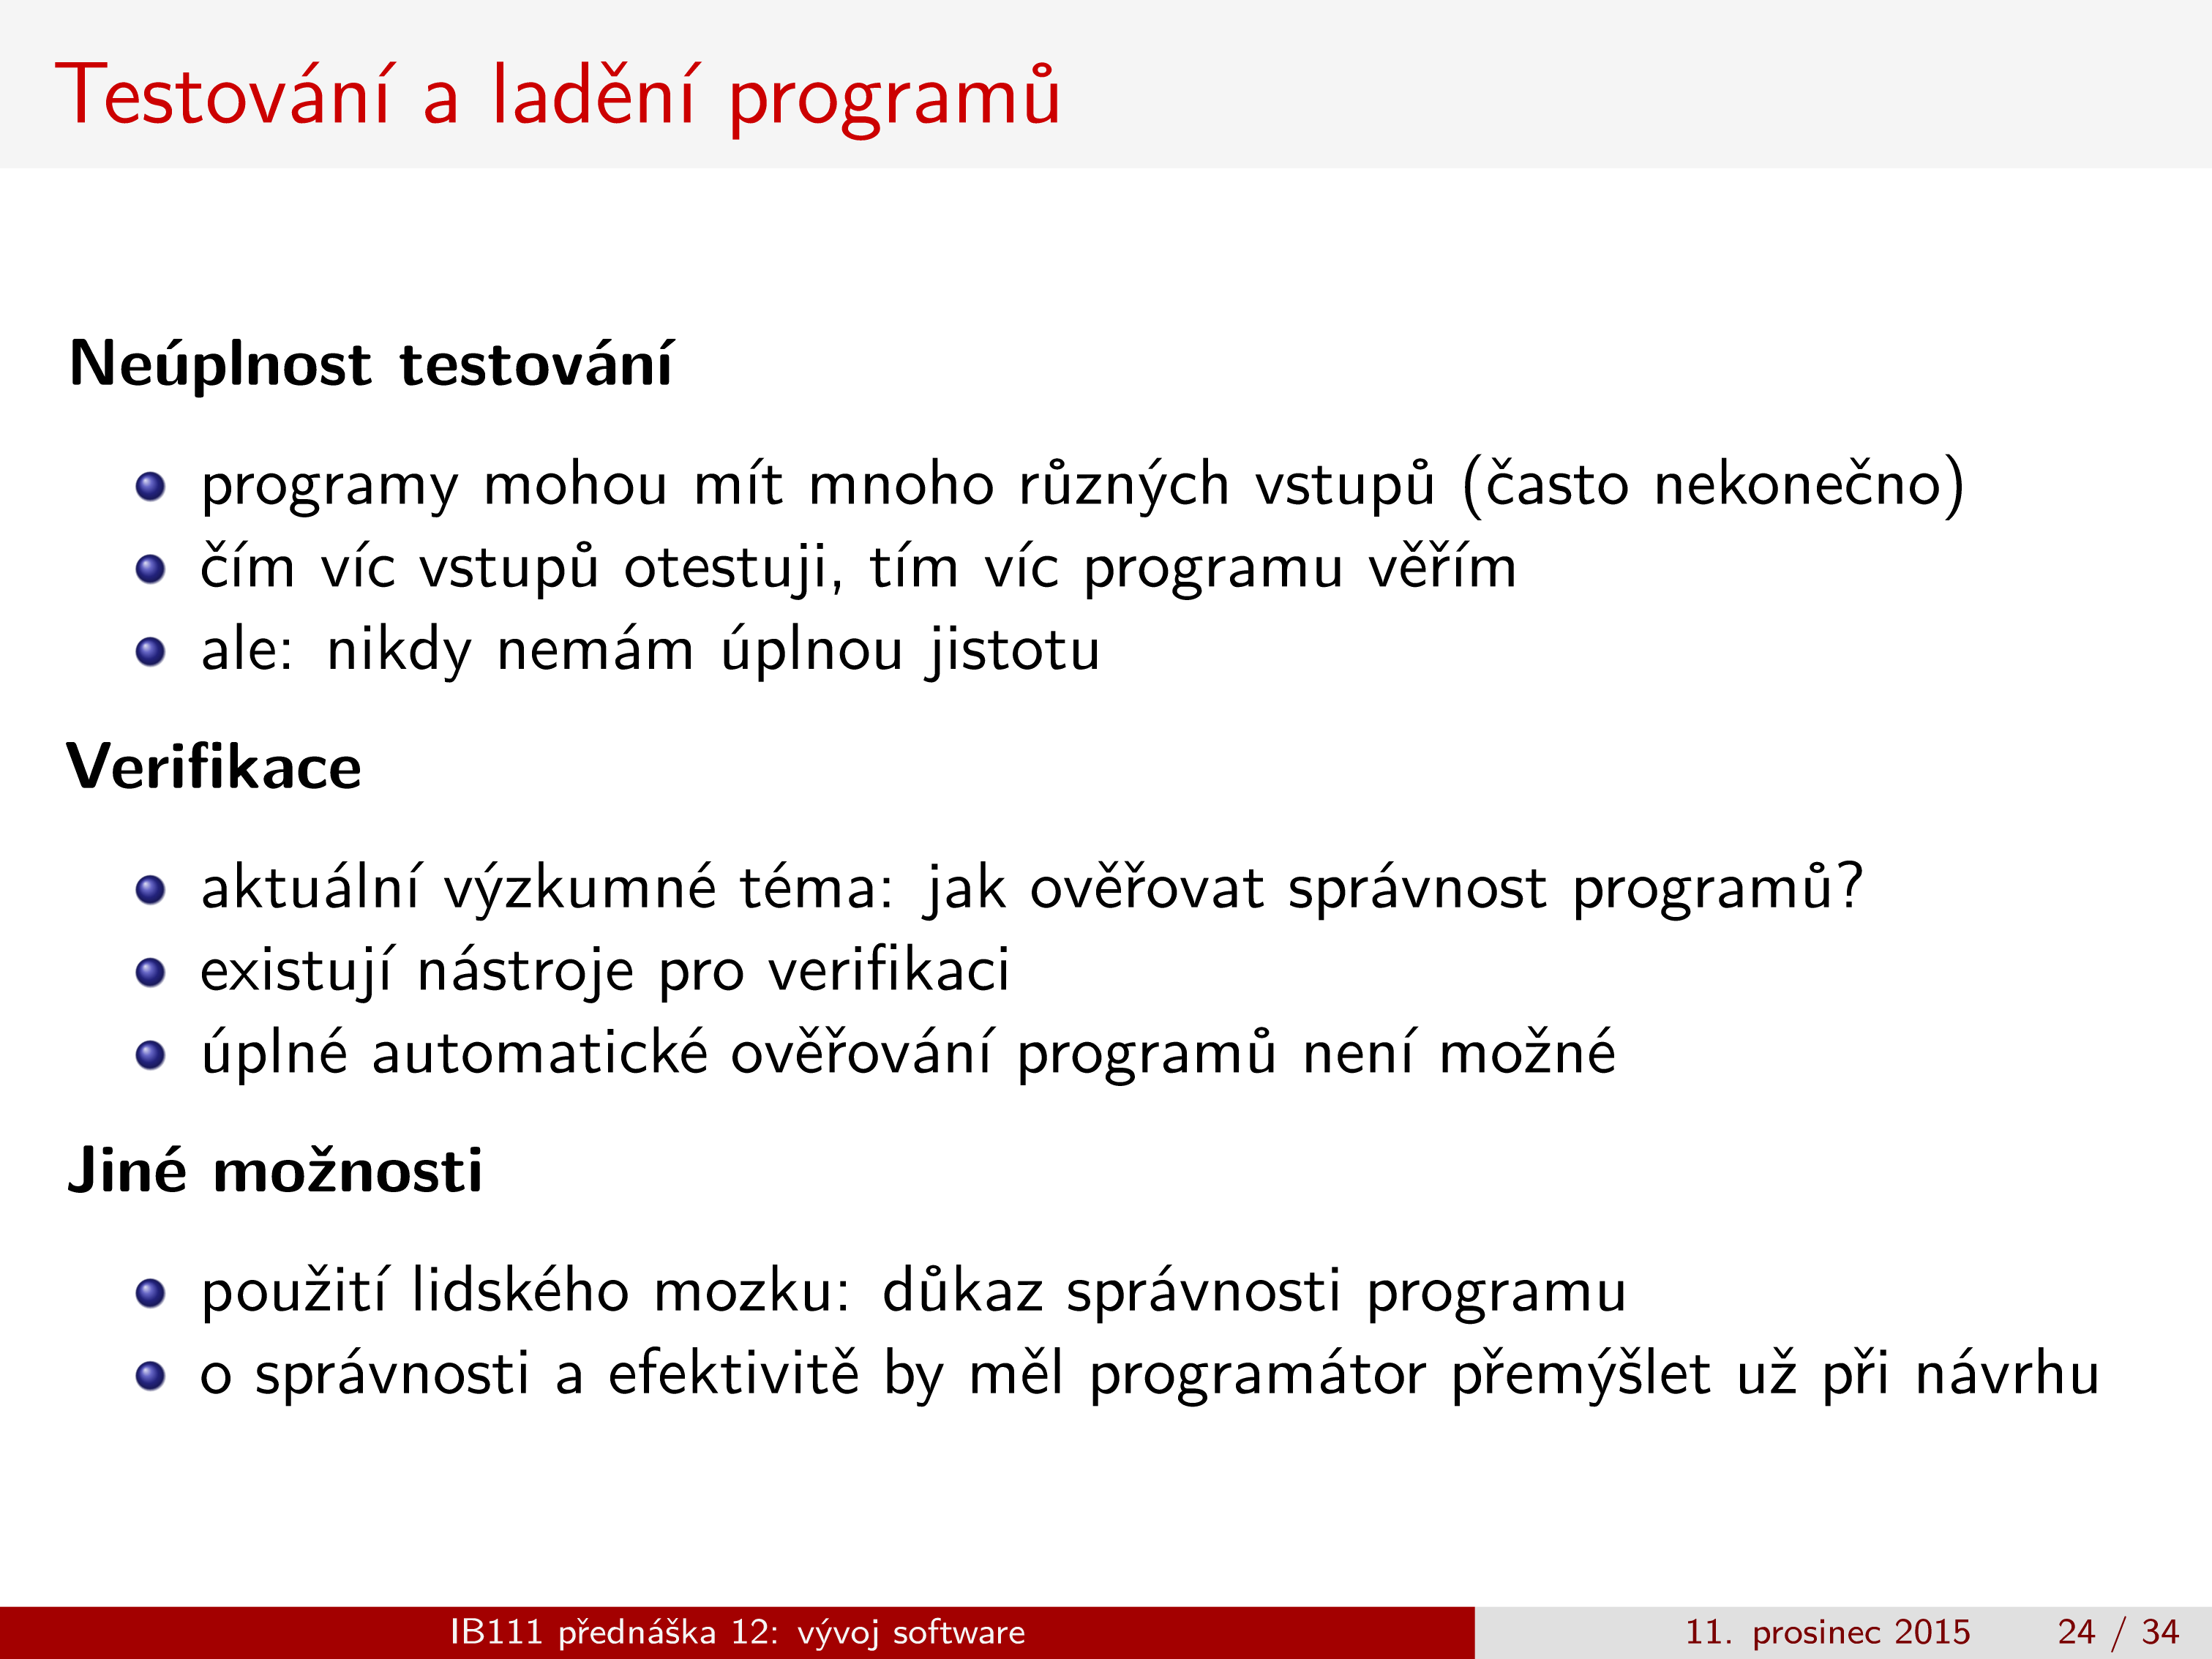 Testování a ladění programů
Neúplnost testování
programy mohou mít mnoho různých vstupů (často nekonečno)
čím víc vstupů otestuji, tím víc programu věřím
ale: nikdy nemám úplnou jistotu
Verifikace
aktuální výzkumné téma: jak ověřovat správnost programů?
existují nástroje pro verifikaci
úplné automatické ověřování programů není možné
Jiné možnosti
použití lidského mozku: důkaz správnosti programu
o správnosti a efektivitě by měl programátor přemýšlet už při návrhu
IB111 přednáška 12: vývoj software 11. prosinec 2015 24 / 34